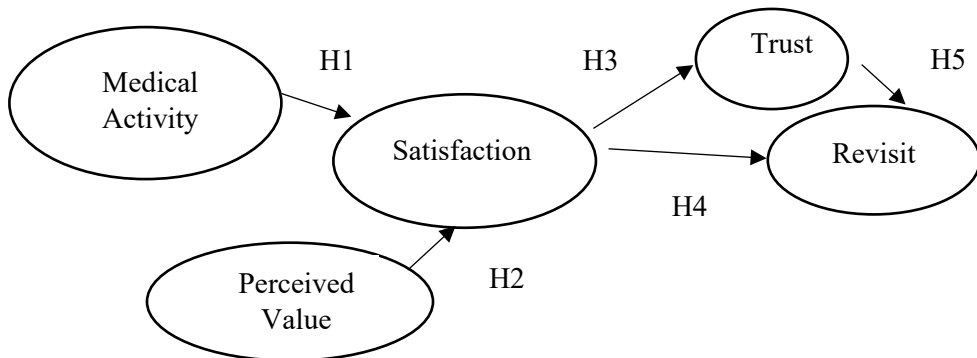 Trust
H5
H1
H3
Medical
Activity
Satisfaction
Revisit
H4
H2
Perceived
Value